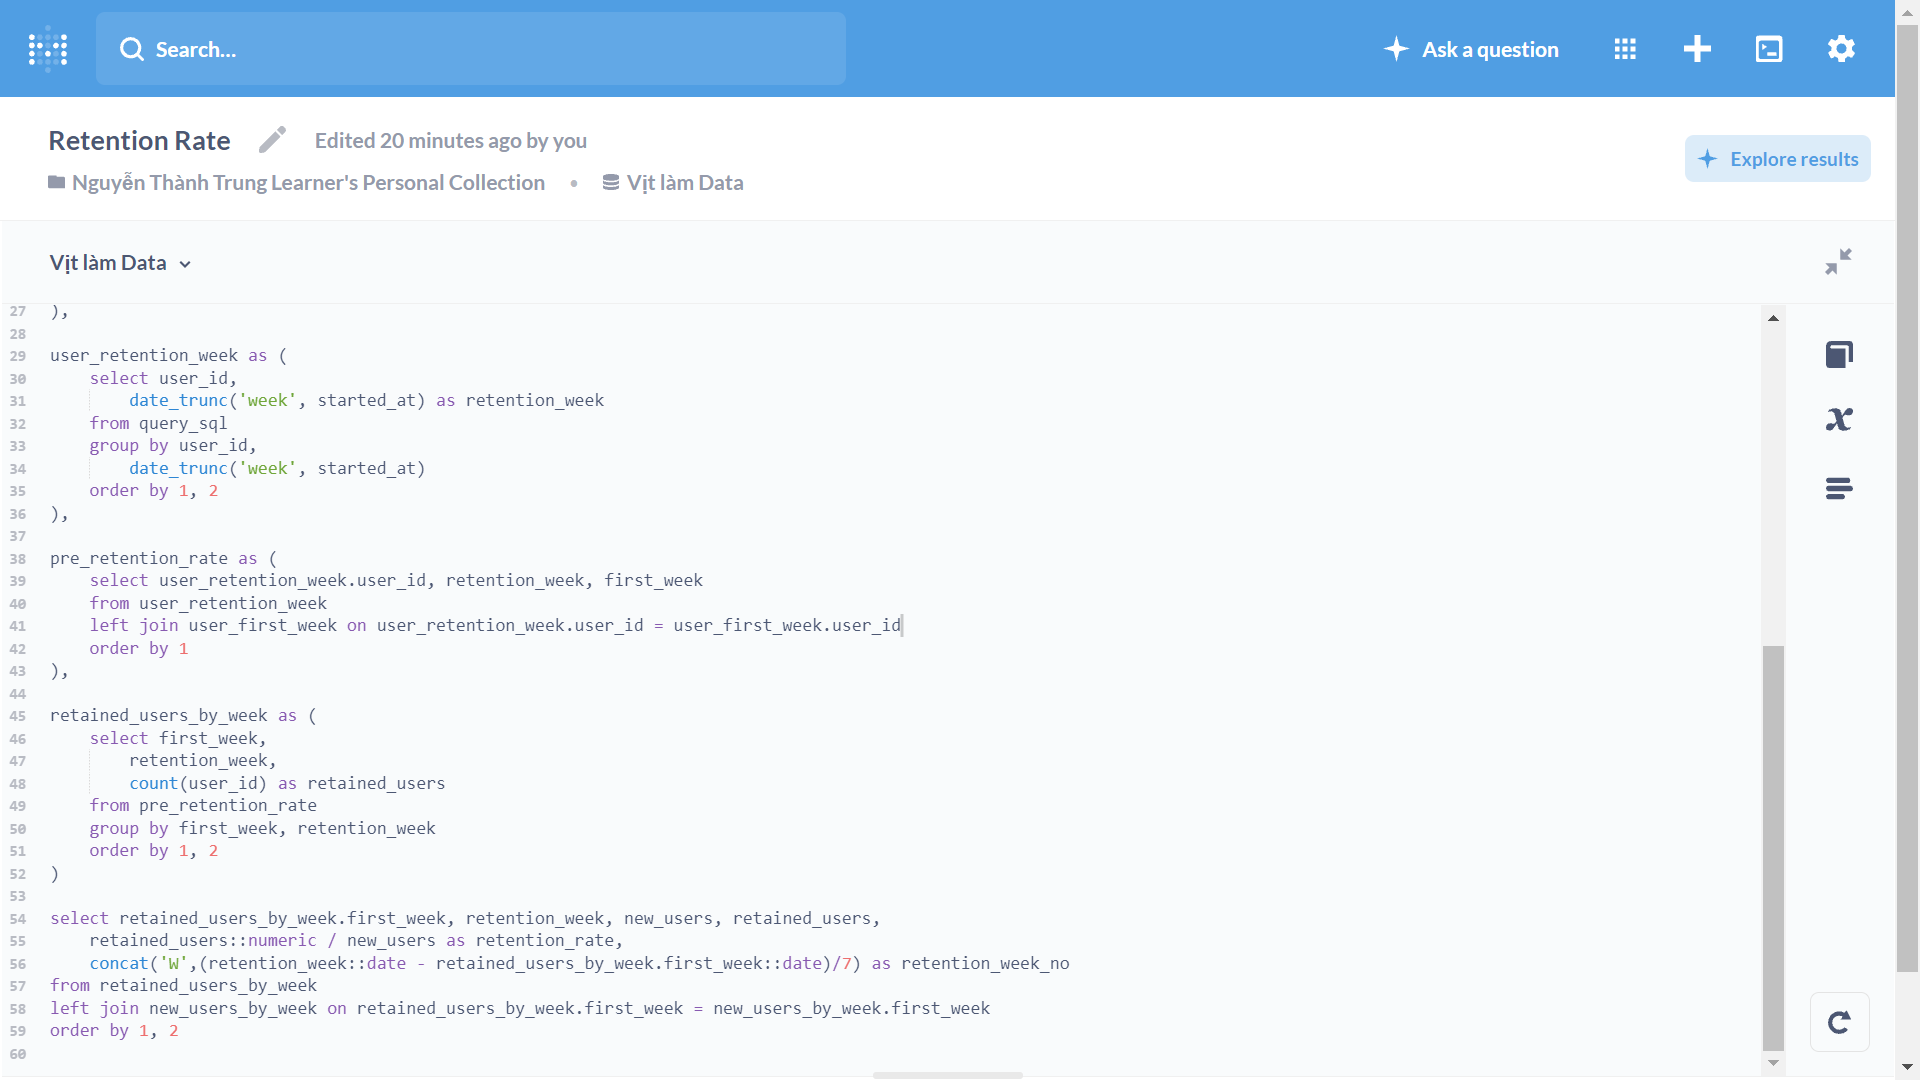 Search...
Ask a question
Retention Rate
Edited 20 minutes ago by you
Nguyễn Thành Trung Learner's Personal Collection • Vịt làm Data
Explore results
Vịt làm Data
27 ),
28
29 user_retention_week as (
30     select user_id,
31         date_trunc('week', started_at) as retention_week
32     from query_sql
33     group by user_id,
34         date_trunc('week', started_at)
35     order by 1, 2
36 ),
37
38 pre_retention_rate as (
39     select user_retention_week.user_id, retention_week, first_week
40     from user_retention_week
41     left join user_first_week on user_retention_week.user_id = user_first_week.user_id
42     order by 1
43 ),
44
45 retained_users_by_week as (
46     select first_week,
47         retention_week,
48         count(user_id) as retained_users
49     from pre_retention_rate
50     group by first_week, retention_week
51     order by 1, 2
52 )
53
54 select retained_users_by_week.first_week, retention_week, new_users, retained_users,
55     retained_users::numeric / new_users as retention_rate,
56     concat('W',(retention_week::date - retained_users_by_week.first_week::date)/7) as retention_week_no
57 from retained_users_by_week
58 left join new_users_by_week on retained_users_by_week.first_week = new_users_by_week.first_week
59 order by 1, 2
60